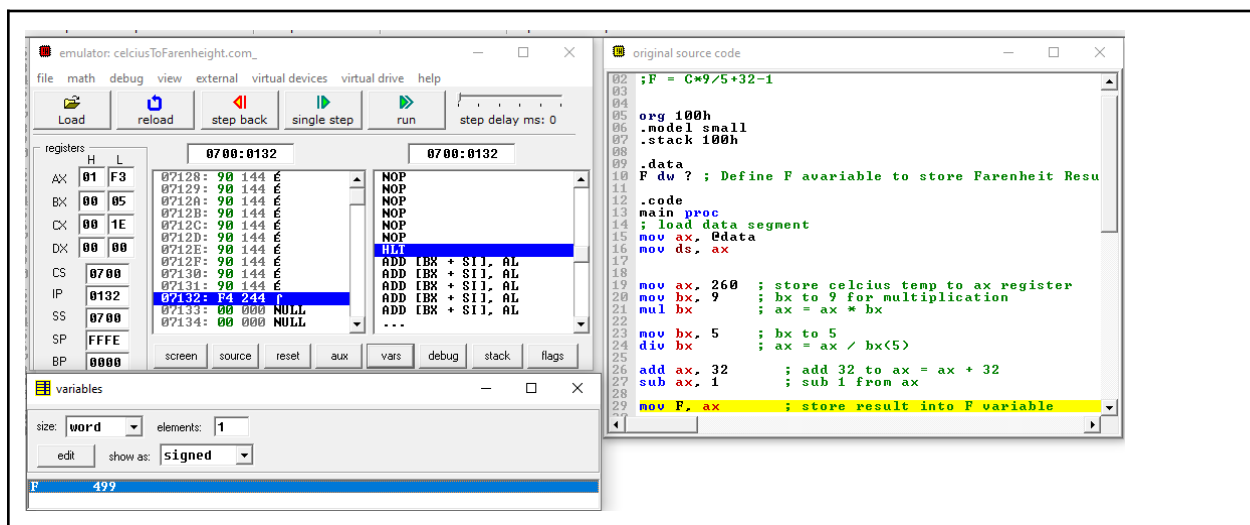 emulator: celciusToFarenheight.com_
file math debug view external virtual devices virtual drive help
Load reload step back single step run step delay ms: 0
registers
H L
0700:0132 0700:0132
AX 01 F3
BX 00 05
CX 00 1E
DX 00 00
CS 0700
IP 0132
SS 0700
SP FFFE
BP 0000
07128: 90 144 É
07129: 90 144 É
0712A: 90 144 É
0712B: 90 144 É
0712C: 90 144 É
0712D: 90 144 É
0712E: 90 144 É
0712F: 90 144 É
07130: 90 144 É
07131: 90 144 É
07132: F4 244 ⌠
07133: 00 000 NULL
07134: 00 000 NULL
NOP
NOP
NOP
NOP
NOP
NOP
HLT
ADD [BX + SI], AL
ADD [BX + SI], AL
ADD [BX + SI], AL
ADD [BX + SI], AL
ADD [BX + SI], AL
...
screen source reset aux vars debug stack flags
variables
size: word elements: 1
edit show as: signed
F 499
original source code
02 ;F = C*9/5+32-1
03
04
05 org 100h
06 .model small
07 .stack 100h
08
09 .data
10 F dw ? ; Define F avariable to store Farenheit Resu
11
12 .code
13 main proc
14 ; load data segment
15 mov ax, @data
16 mov ds, ax
17
18
19 mov ax, 260 ; store celcius temp to ax register
20 mov bx, 9 ; bx to 9 for multiplication
21 mul bx ; ax = ax * bx
22
23 mov bx, 5 ; bx to 5
24 div bx ; ax = ax / bx(5)
25
26 add ax, 32 ; add 32 to ax = ax + 32
27 sub ax, 1 ; sub 1 from ax
28
29 mov F, ax ; store result into F variable